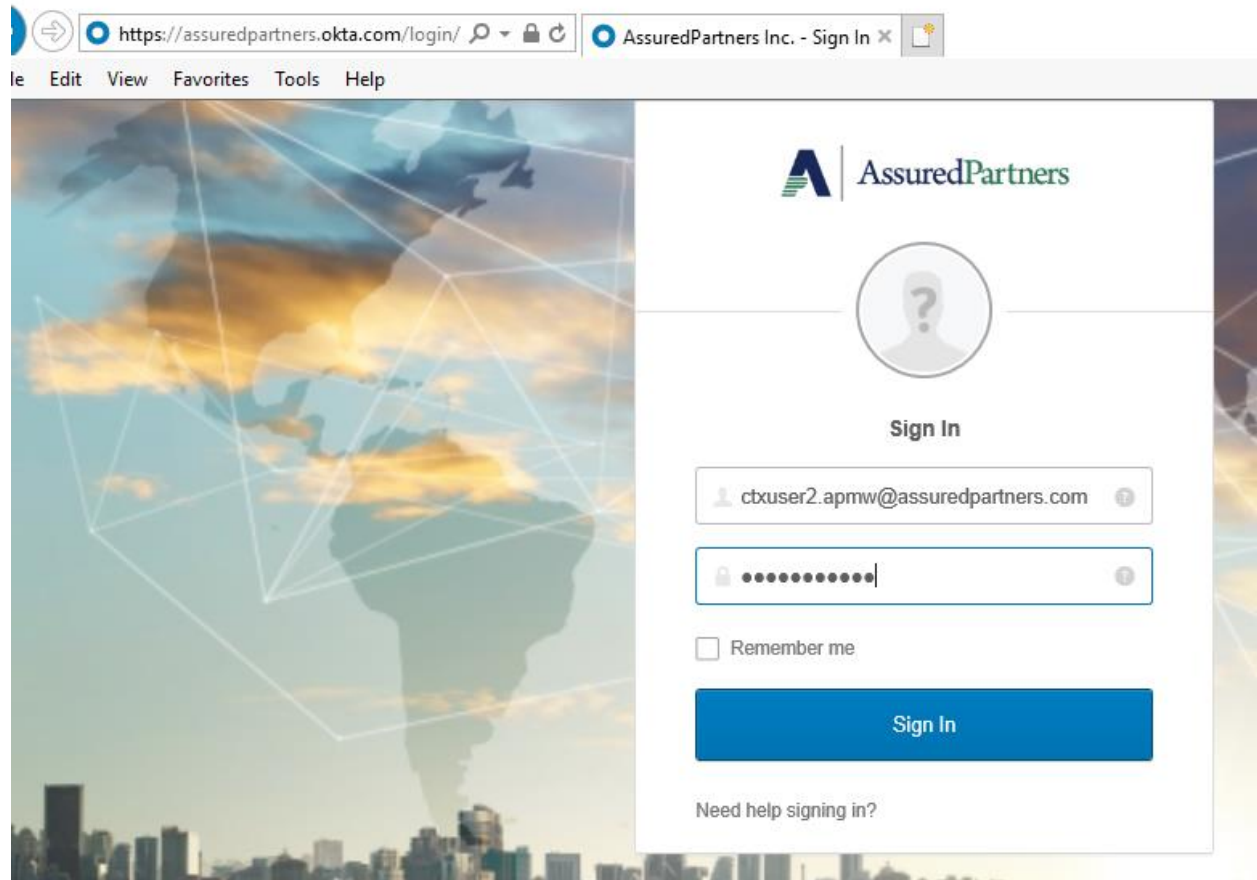 https://assuredpartners.okta.com/login/
AssuredPartners Inc. - Sign In
Edit View Favorites Tools Help
AssuredPartners
Sign In
ctxuser2.apmw@assuredpartners.com
Remember me
Sign In
Need help signing in?